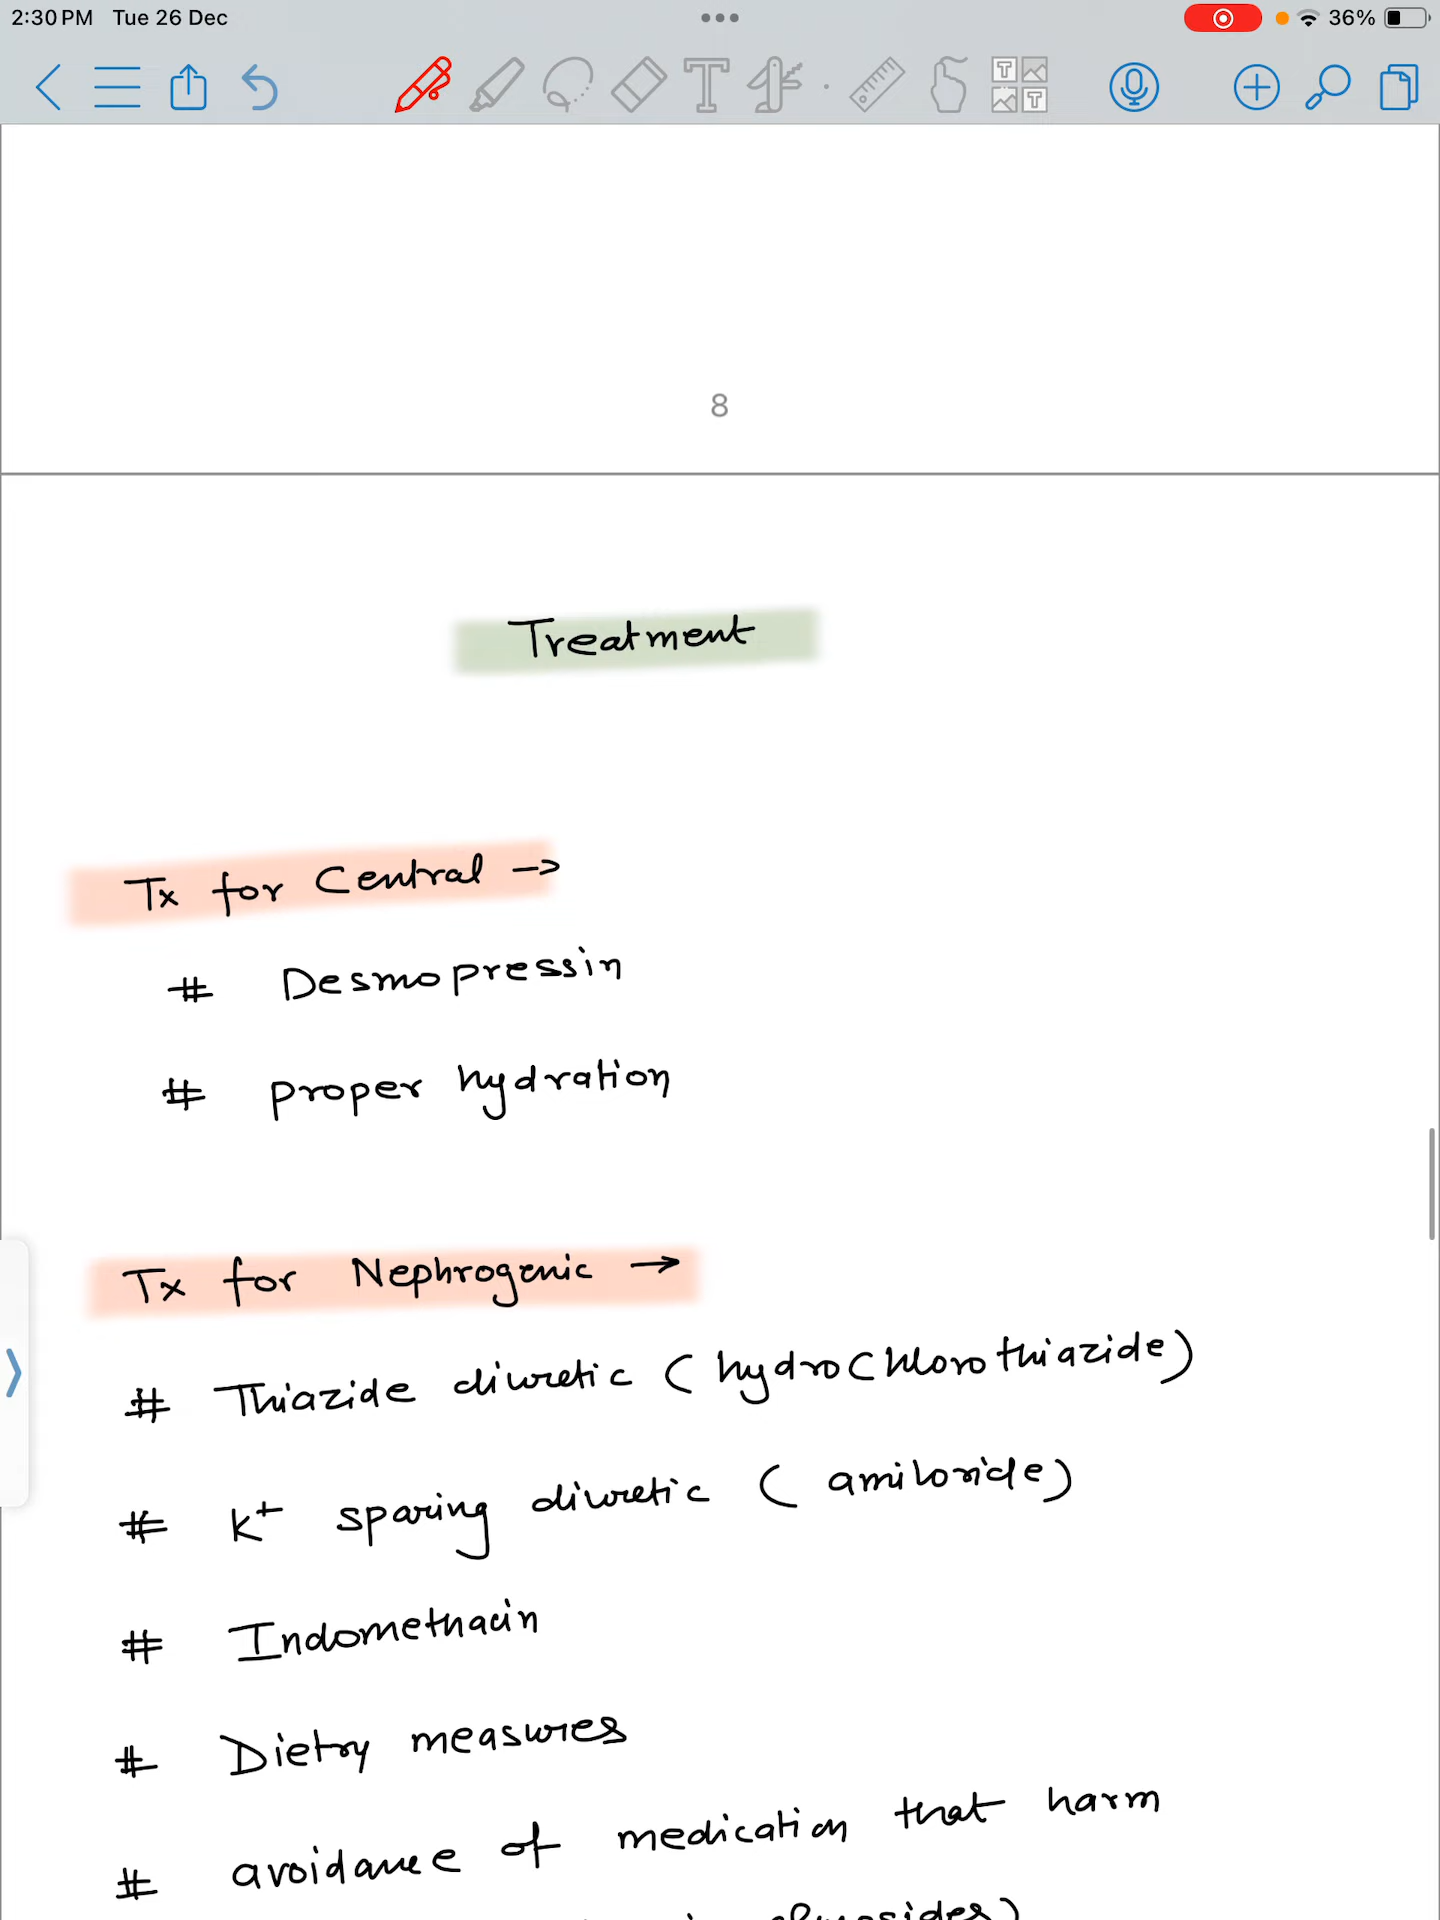 2:30 PM Tue 26 Dec
36%
8
Treatment
Tx for Central →
# Desmopressin
# proper hydration
Tx for Nephrogenic →
# Thiazide diuretic (hydrochlorothiazide)
# K+ sparing diuretic (amiloride)
# Indomethacin
# Dietry measures
# avoidance of medication that harm